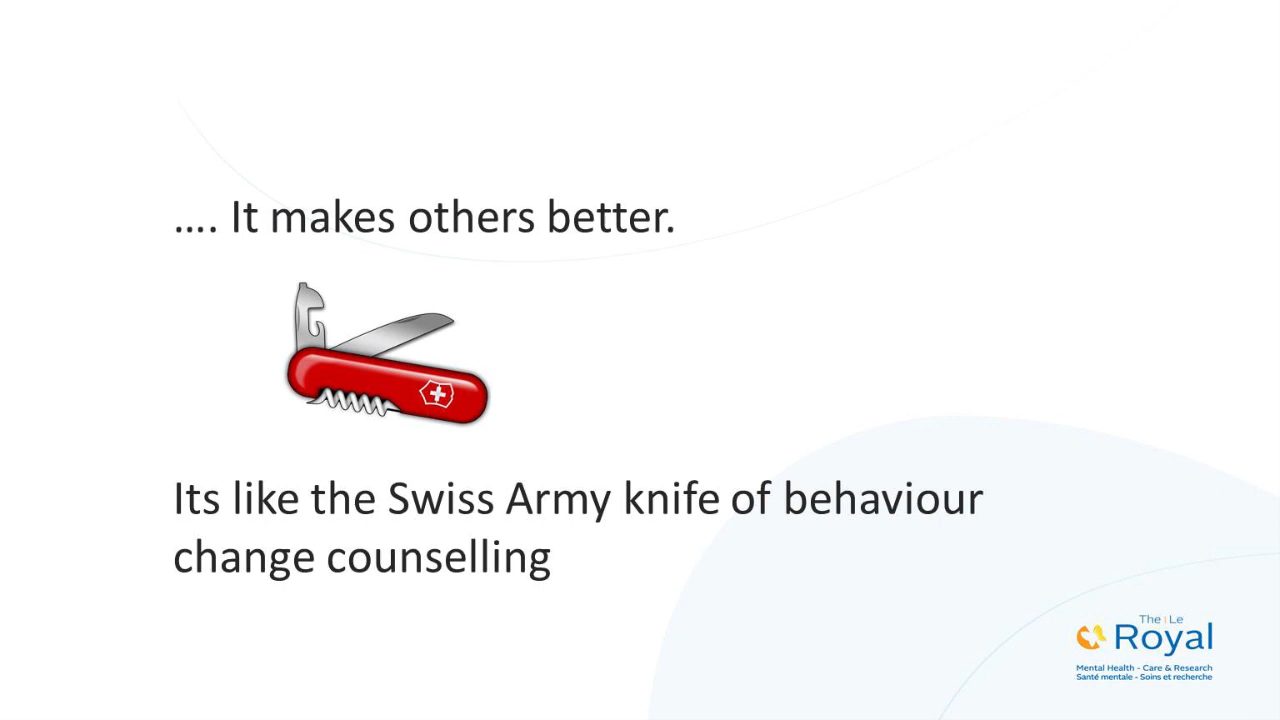 …. It makes others better.
Its like the Swiss Army knife of behaviour
change counselling
The | Le
Royal
Mental Health - Care & Research
Santé mentale - Soins et recherche